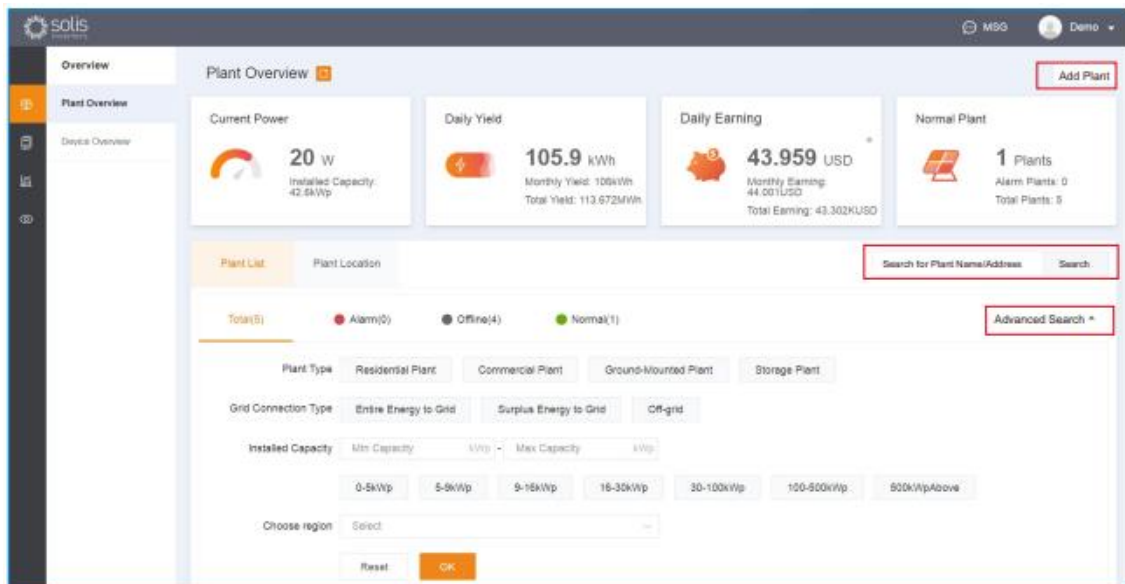 solis
inverters
MSG
Demo
Overview
Plant Overview
Device Overview
Plant Overview
Add Plant
Current Power
20 W
Installed Capacity:
42.6kWp
Daily Yield
105.9 kWh
Monthly Yield: 106kWh
Total Yield: 113.672MWh
Daily Earning
43.959 USD
Monthly Earning:
44.001USD
Total Earning: 43.302KUSD
Normal Plant
1 Plants
Alarm Plants: 0
Total Plants: 5
Plant List
Plant Location
Search for Plant Name/Address
Search
Total(5)
Alarm(0)
Offline(4)
Normal(1)
Advanced Search
Plant Type
Residential Plant
Commercial Plant
Ground-Mounted Plant
Storage Plant
Grid Connection Type
Entire Energy to Grid
Surplus Energy to Grid
Off-grid
Installed Capacity
Min Capacity
kWp
-
Max Capacity
kWp
0-5kWp
5-9kWp
9-16kWp
16-30kWp
30-100kWp
100-500kWp
500kWpAbove
Choose region
Select
Reset
OK